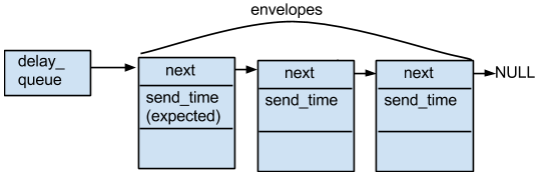 envelopes
delay_
queue
next
next
next
NULL
send_time
(expected)
send_time
send_time